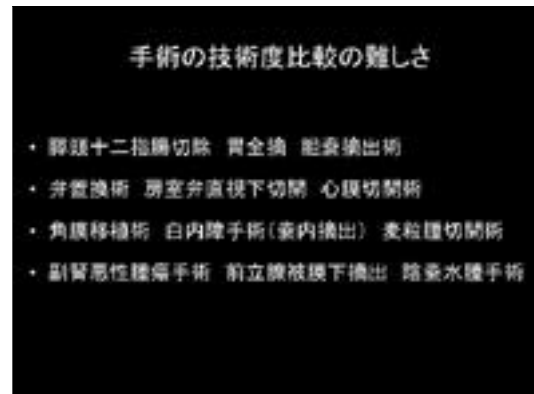 手術の技術度比較の難しさ
• 膵頭十二指腸切除 胃全摘 胆嚢摘出術
• 弁置換術 房室弁直視下切開 心膜切開術
• 角膜移植術 白内障手術(嚢内摘出) 麦粒腫切開術
• 副腎悪性腫瘍手術 前立腺被膜下摘出 陰嚢水腫手術